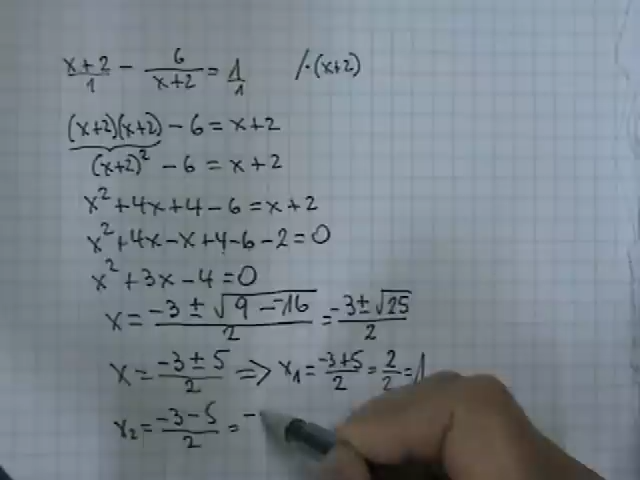 (x+2)/1 - 6/(x+2) = 1/1 /·(x+2)
(x+2)(x+2) - 6 = x+2
(x+2)² - 6 = x+2
x² + 4x + 4 - 6 = x + 2
x² + 4x - x + 4 - 6 - 2 = 0
x² + 3x - 4 = 0
x = (-3 ± √(9 - -16))/2 = (-3 ± √25)/2
x = (-3 ± 5)/2 => x₁ = (-3+5)/2 = 2/2 = 1
x₂ = (-3-5)/2 = -